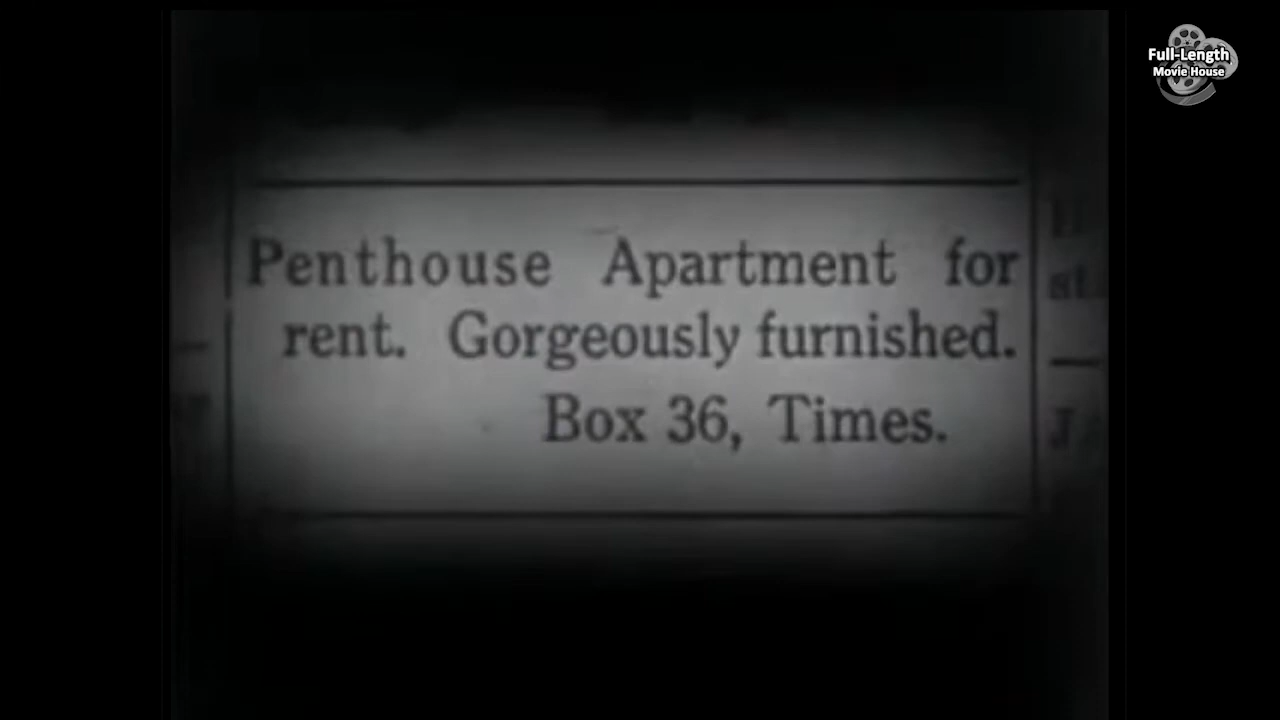 Full-Length
Movie House
Penthouse Apartment for
rent. Gorgeously furnished.
Box 36, Times.